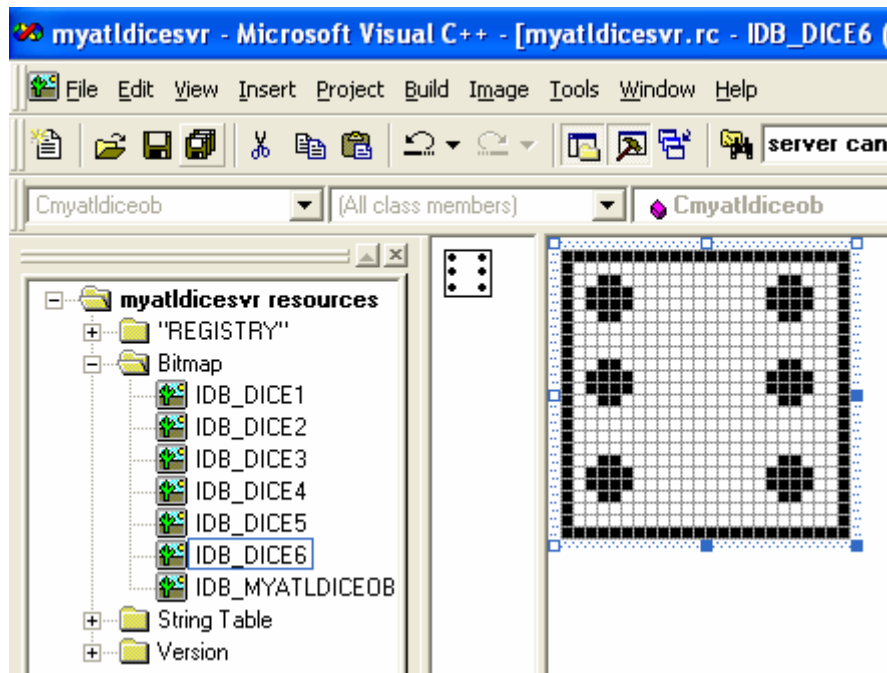 myatldicesvr - Microsoft Visual C++ - [myatldicesvr.rc - IDB_DICE6 (
File Edit View Insert Project Build Image Tools Window Help
server can
Cmyatldiceob (All class members) Cmyatldiceob
myatldicesvr resources
"REGISTRY"
Bitmap
IDB_DICE1
IDB_DICE2
IDB_DICE3
IDB_DICE4
IDB_DICE5
IDB_DICE6
IDB_MYATLDICEOB
String Table
Version